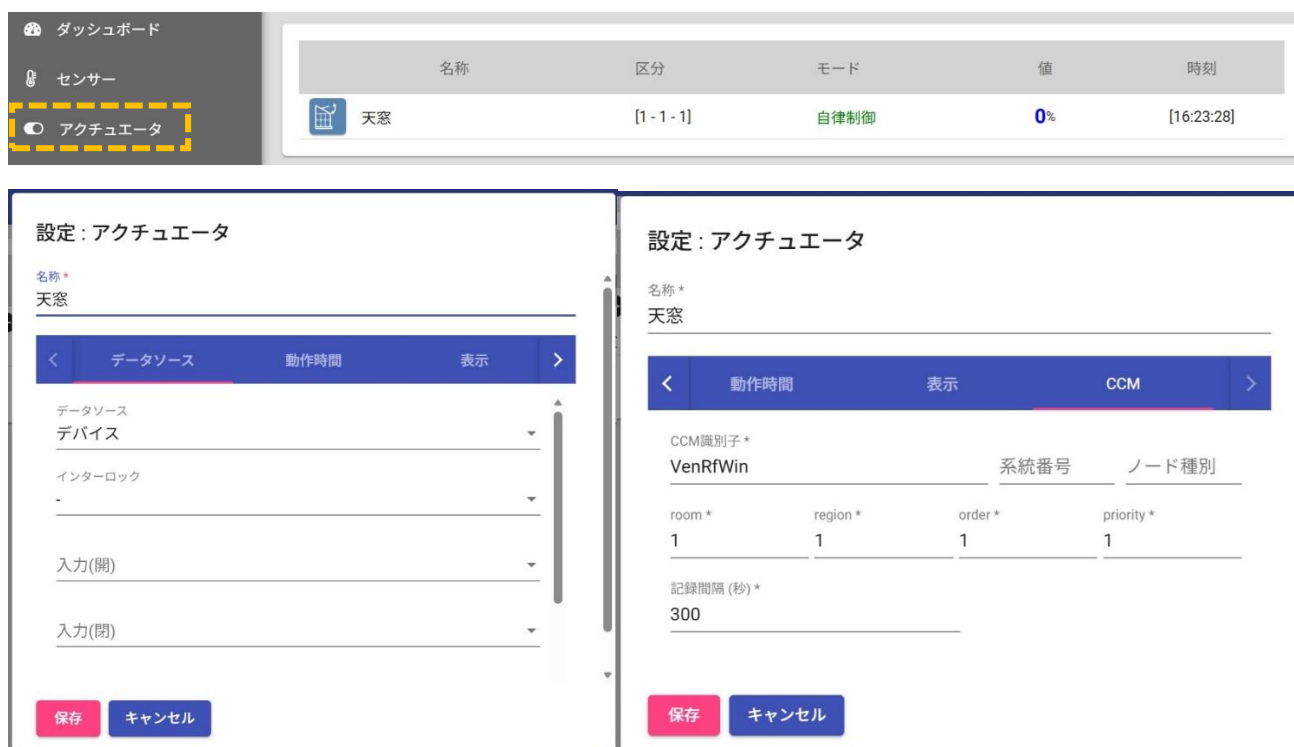 ダッシュボード
センサー
アクチュエータ
名称 区分 モード 値 時刻
天窓 [1 - 1 - 1] 自律制御 0% [16:23:28]
設定 : アクチュエータ
名称 *
天窓
データソース 動作時間 表示
データソース
デバイス
インターロック
-
入力(開)
入力(閉)
保存 キャンセル
設定 : アクチュエータ
名称 *
天窓
動作時間 表示 CCM
CCM識別子 *
VenRfWin 系統番号 ノード種別
room * region * order * priority *
1 1 1 1
記録間隔 (秒) *
300
保存 キャンセル